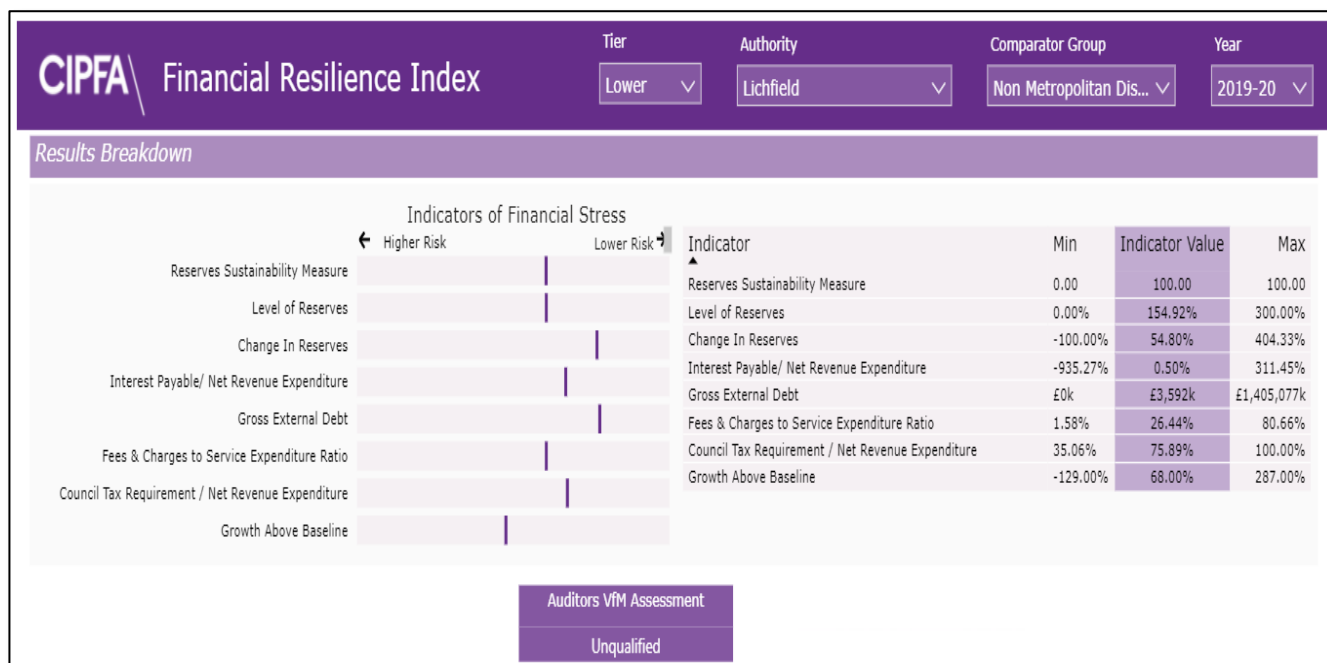 CIPFA Financial Resilience Index
Tier
Lower
Authority
Lichfield
Comparator Group
Non Metropolitan Dis...
Year
2019-20
Results Breakdown
Indicators of Financial Stress
Higher Risk
Lower Risk
Reserves Sustainability Measure
Level of Reserves
Change In Reserves
Interest Payable/ Net Revenue Expenditure
Gross External Debt
Fees & Charges to Service Expenditure Ratio
Council Tax Requirement / Net Revenue Expenditure
Growth Above Baseline
Indicator Min Indicator Value Max
Reserves Sustainability Measure 0.00 100.00 100.00
Level of Reserves 0.00% 154.92% 300.00%
Change In Reserves -100.00% 54.80% 404.33%
Interest Payable/ Net Revenue Expenditure -935.27% 0.50% 311.45%
Gross External Debt £0k £3,592k £1,405,077k
Fees & Charges to Service Expenditure Ratio 1.58% 26.44% 80.66%
Council Tax Requirement / Net Revenue Expenditure 35.06% 75.89% 100.00%
Growth Above Baseline -129.00% 68.00% 287.00%
Auditors VfM Assessment
Unqualified